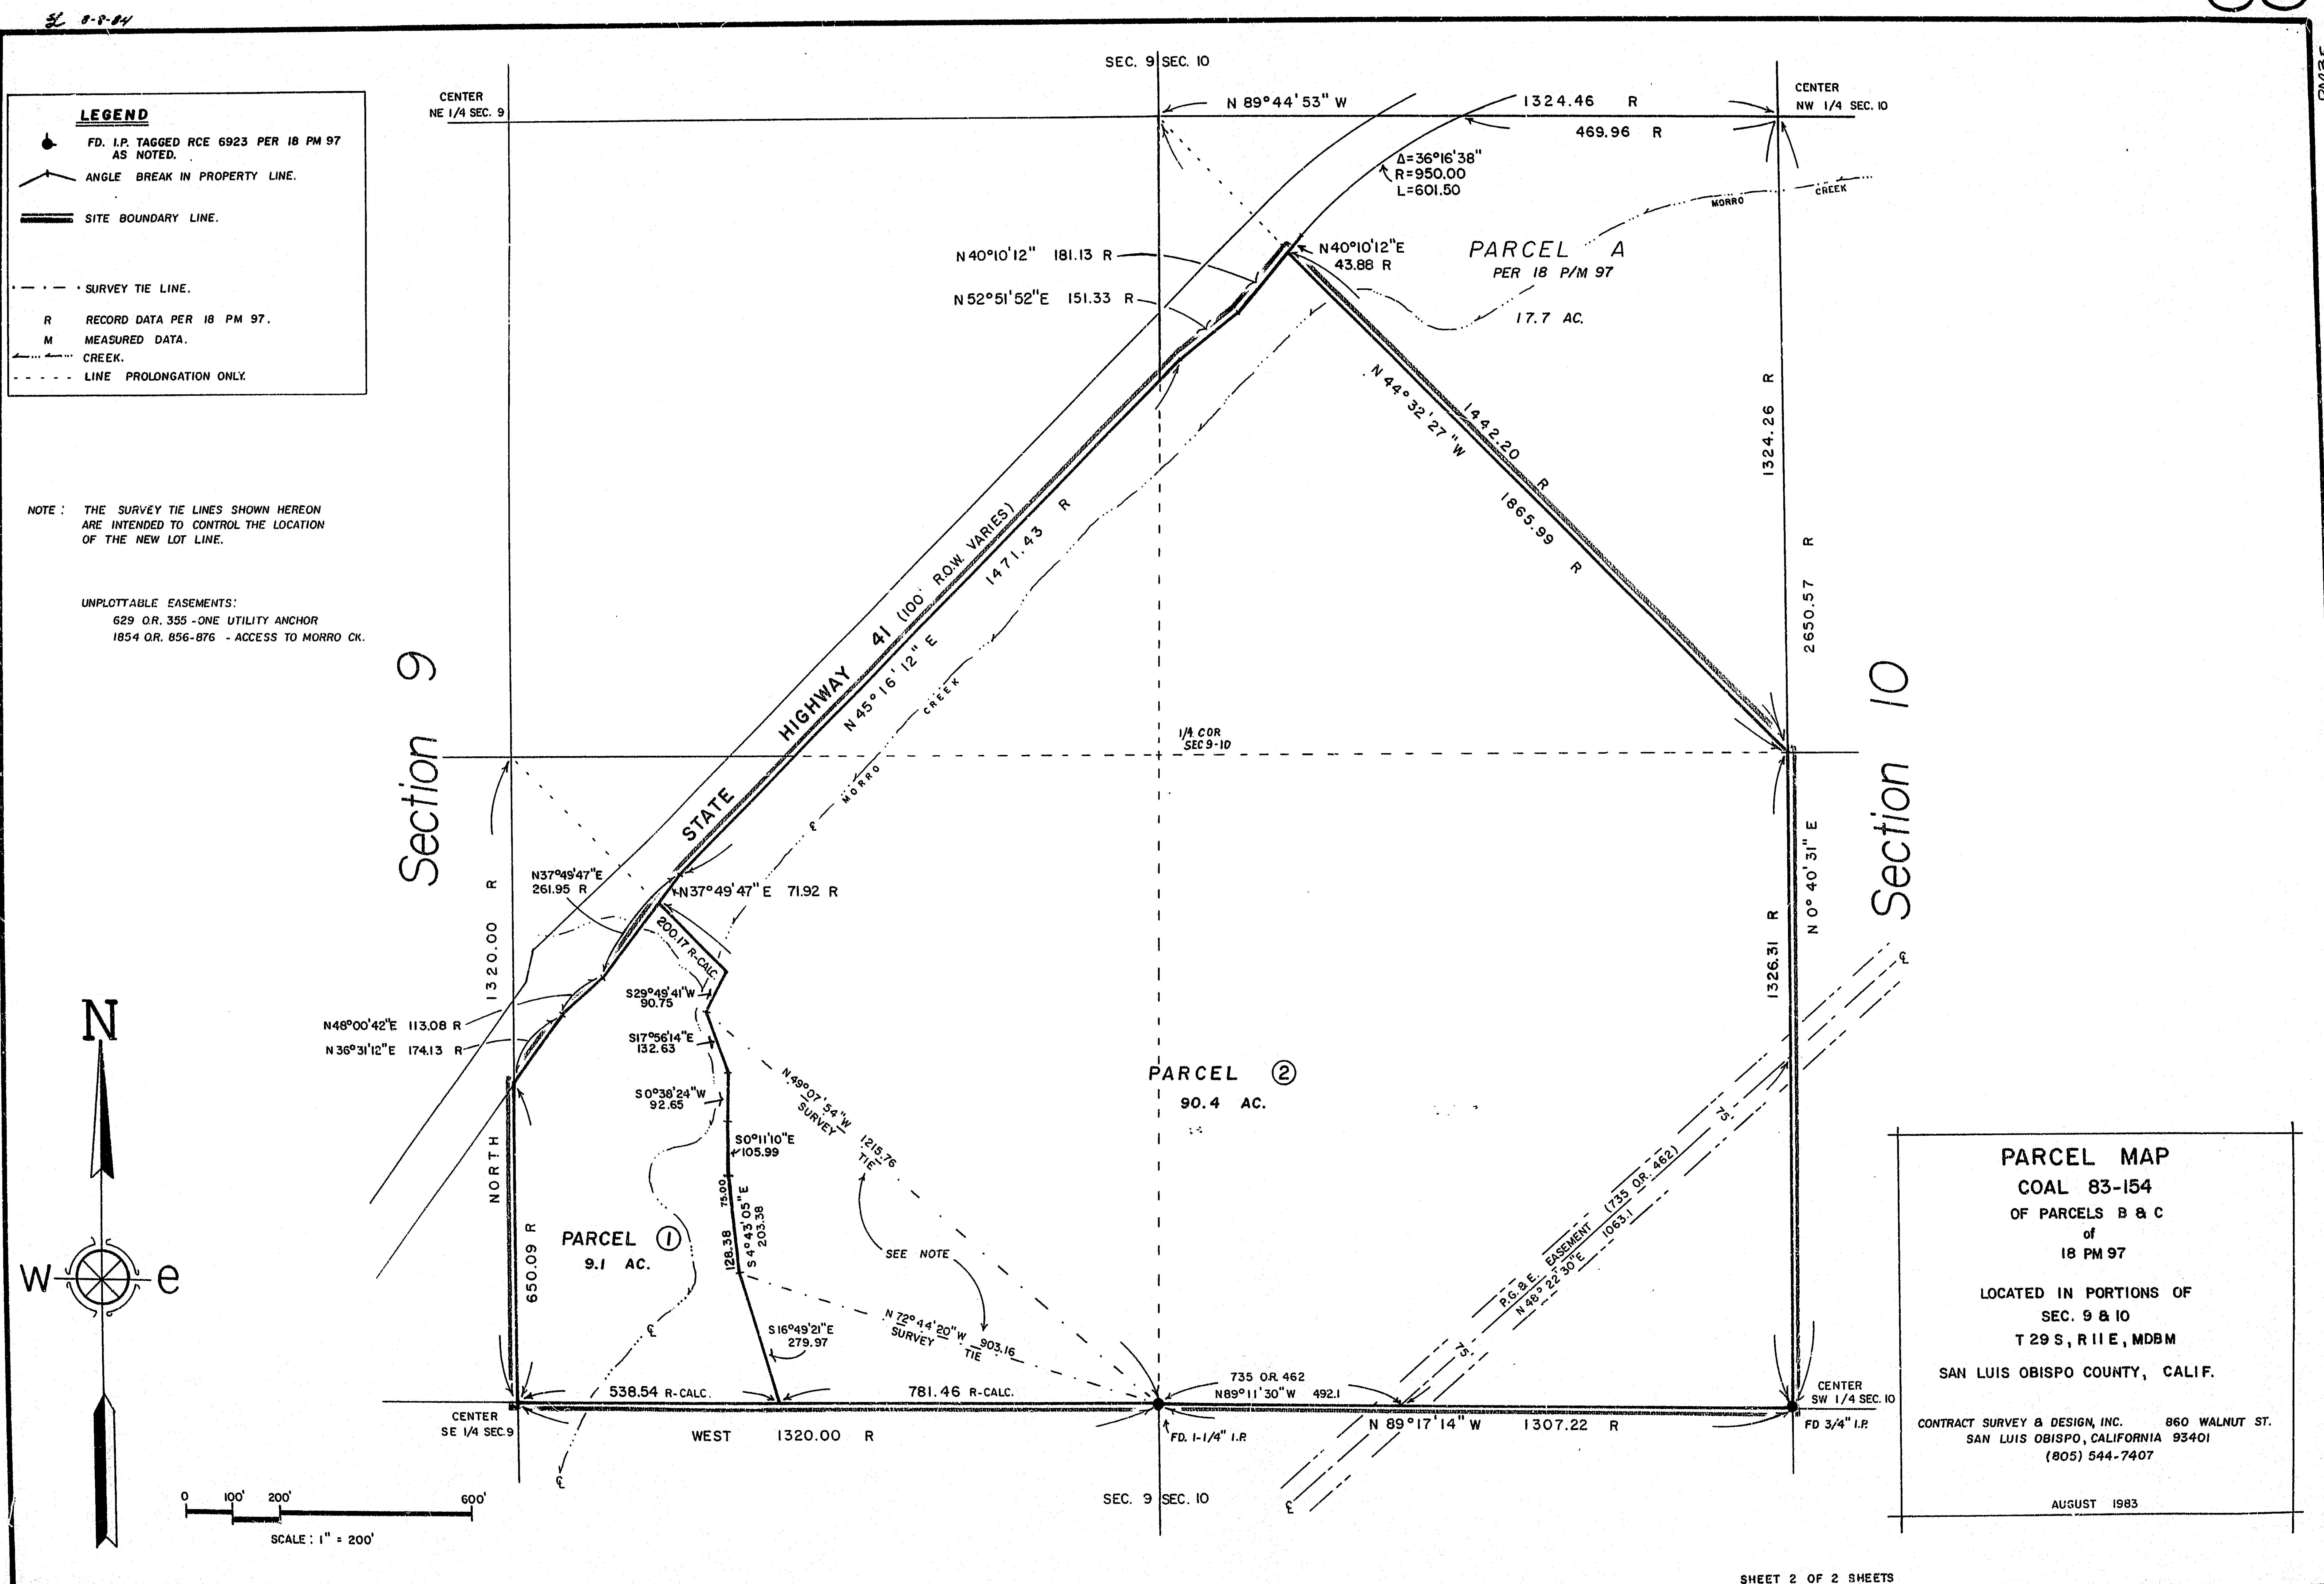 8-8-84
SEC. 9 SEC. 10
CENTER
NE 1/4 SEC. 9
N 89°44'53" W 1324.46 R
469.96 R
CENTER
NW 1/4 SEC. 10
LEGEND
FD. I.P. TAGGED RCE 6923 PER 18 PM 97
AS NOTED.
ANGLE BREAK IN PROPERTY LINE.
SITE BOUNDARY LINE.
SURVEY TIE LINE.
R RECORD DATA PER 18 PM 97.
M MEASURED DATA.
CREEK.
LINE PROLONGATION ONLY.
Δ=36°16'38"
R=950.00
L=601.50
MORRO CREEK
N 40°10'12" 181.13 R
N 52°51'52"E 151.33 R
N40°10'12"E
43.88 R
PARCEL A
PER 18 P/M 97
17.7 AC.
N 44°32'27"W
1442.20 R
1865.99 R
1324.26 R
2650.57 R
NOTE: THE SURVEY TIE LINES SHOWN HEREON
ARE INTENDED TO CONTROL THE LOCATION
OF THE NEW LOT LINE.
UNPLOTTABLE EASEMENTS:
629 O.R. 355 -ONE UTILITY ANCHOR
1854 O.R. 856-876 - ACCESS TO MORRO CK.
STATE HIGHWAY 41 (100' R.O.W. VARIES)
1471.43 R
N 45°16'12" E
MORRO CREEK
℄
1/4 COR
SEC 9-10
Section 9
Section 10
1320.00 R
N37°49'47"E
261.95 R
N37°49'47"E 71.92 R
200.17 R-CALC.
S29°49'41"W
90.75
S17°56'14"E
132.63
S0°38'24"W
92.65
S0°11'10"E
105.99
75.00
128.38
S4°43'05"E
203.38
S16°49'21"E
279.97
N48°00'42"E 113.08 R
N36°31'12"E 174.13 R
NORTH
650.09 R
PARCEL 1
9.1 AC.
℄
PARCEL 2
90.4 AC.
N 49°07'54"W 1215.76
SURVEY TIE
SEE NOTE
N 72°44'20"W 903.16
SURVEY TIE
1326.31 R
N 0°40'31" E
℄
75'
P.G.& E. EASEMENT (735 O.R. 462)
N 48°22'30"E 1063.1
75'
538.54 R-CALC.
781.46 R-CALC.
735 O.R. 462
N89°11'30"W 492.1
CENTER
SE 1/4 SEC.9
WEST 1320.00 R
FD. 1-1/4" I.P.
N 89°17'14" W 1307.22 R
CENTER
SW 1/4 SEC. 10
FD 3/4" I.P.
℄
℄
SEC. 9 SEC. 10
N
W e
0 100' 200' 600'
SCALE: 1" = 200'
PARCEL MAP
COAL 83-154
OF PARCELS B & C
of
18 PM 97
LOCATED IN PORTIONS OF
SEC. 9 & 10
T 29 S, R 11 E, MDBM
SAN LUIS OBISPO COUNTY, CALIF.
CONTRACT SURVEY & DESIGN, INC. 860 WALNUT ST.
SAN LUIS OBISPO, CALIFORNIA 93401
(805) 544-7407
AUGUST 1983
SHEET 2 OF 2 SHEETS